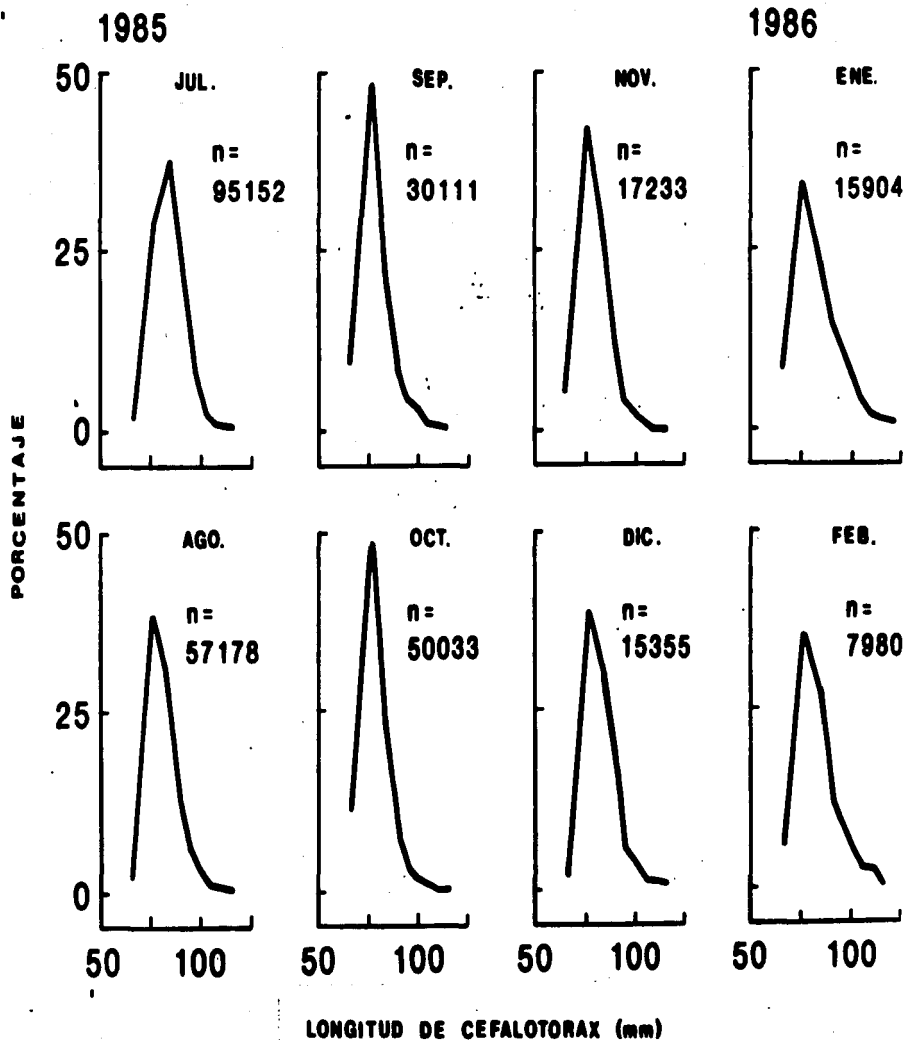 1985
1986
50
JUL.
SEP.
NOV.
ENE.
n=
n=
n=
n=
95152
30111
17233
15904
25
0
PORCENTAJE
50
AGO.
OCT.
DIC.
FEB.
n=
n=
n=
n=
57178
50033
15355
7980
25
0
50 100
50 100
50 100
50 100
LONGITUD DE CEFALOTORAX (mm)